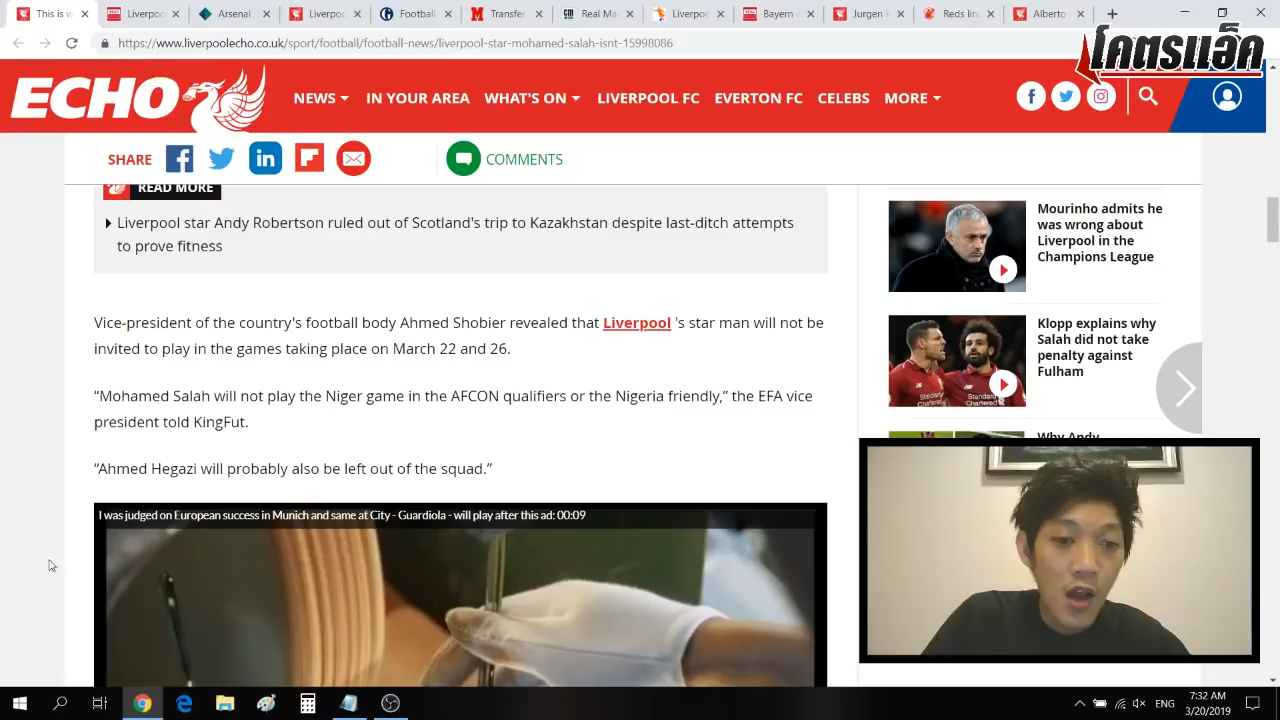 This is w
Liverpoo
Arsenal
Liverpoc
Football
Transfer
Real Ma
Liverpoc
Bayern c
Jurgen R
Reds lin
Alberto
https://www.liverpoolecho.co.uk/sport/football/football-news/liverpool-star-mohamed-salah-isnt-15998086
โคตรแอ็ค
ECHO
NEWS
IN YOUR AREA
WHAT'S ON
LIVERPOOL FC
EVERTON FC
CELEBS
MORE
SHARE
COMMENTS
READ MORE
Liverpool star Andy Robertson ruled out of Scotland's trip to Kazakhstan despite last-ditch attempts
to prove fitness
Vice-president of the country's football body Ahmed Shobier revealed that Liverpool 's star man will not be
invited to play in the games taking place on March 22 and 26.
“Mohamed Salah will not play the Niger game in the AFCON qualifiers or the Nigeria friendly,” the EFA vice
president told KingFut.
“Ahmed Hegazi will probably also be left out of the squad.”
I was judged on European success in Munich and same at City - Guardiola - will play after this ad: 00:09
Mourinho admits he
was wrong about
Liverpool in the
Champions League
Klopp explains why
Salah did not take
penalty against
Fulham
Why Andy
ENG
7:32 AM
3/20/2019